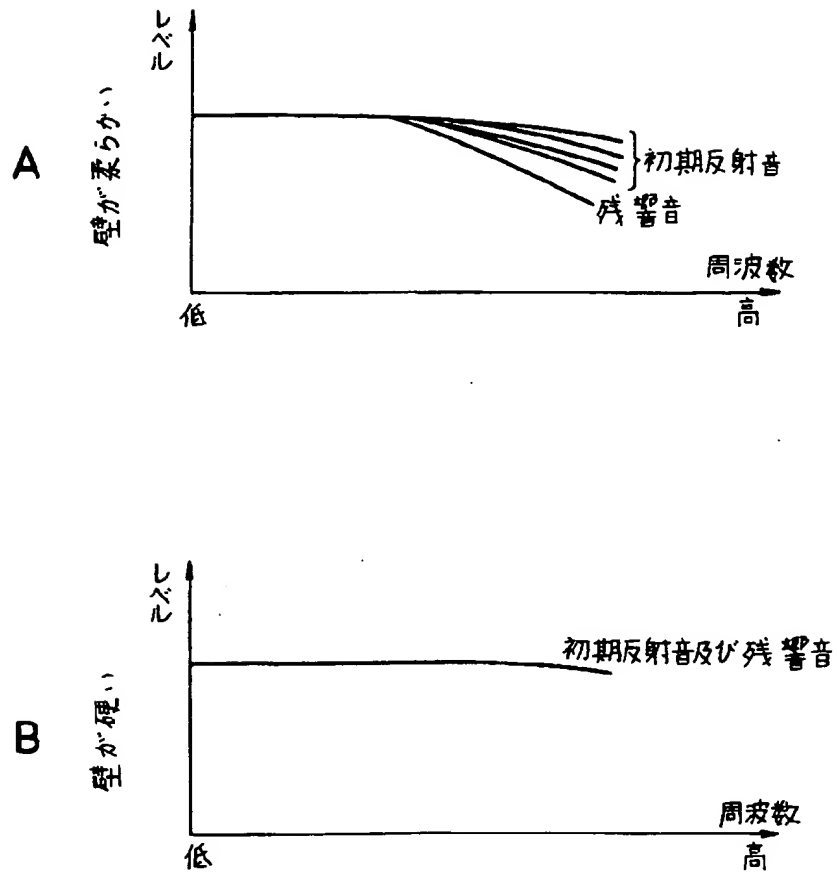 レベル
A
壁が柔らかい
初期反射音
残響音
周波数
低
高
レベル
初期反射音及び残響音
B
壁が硬い
周波数
低
高